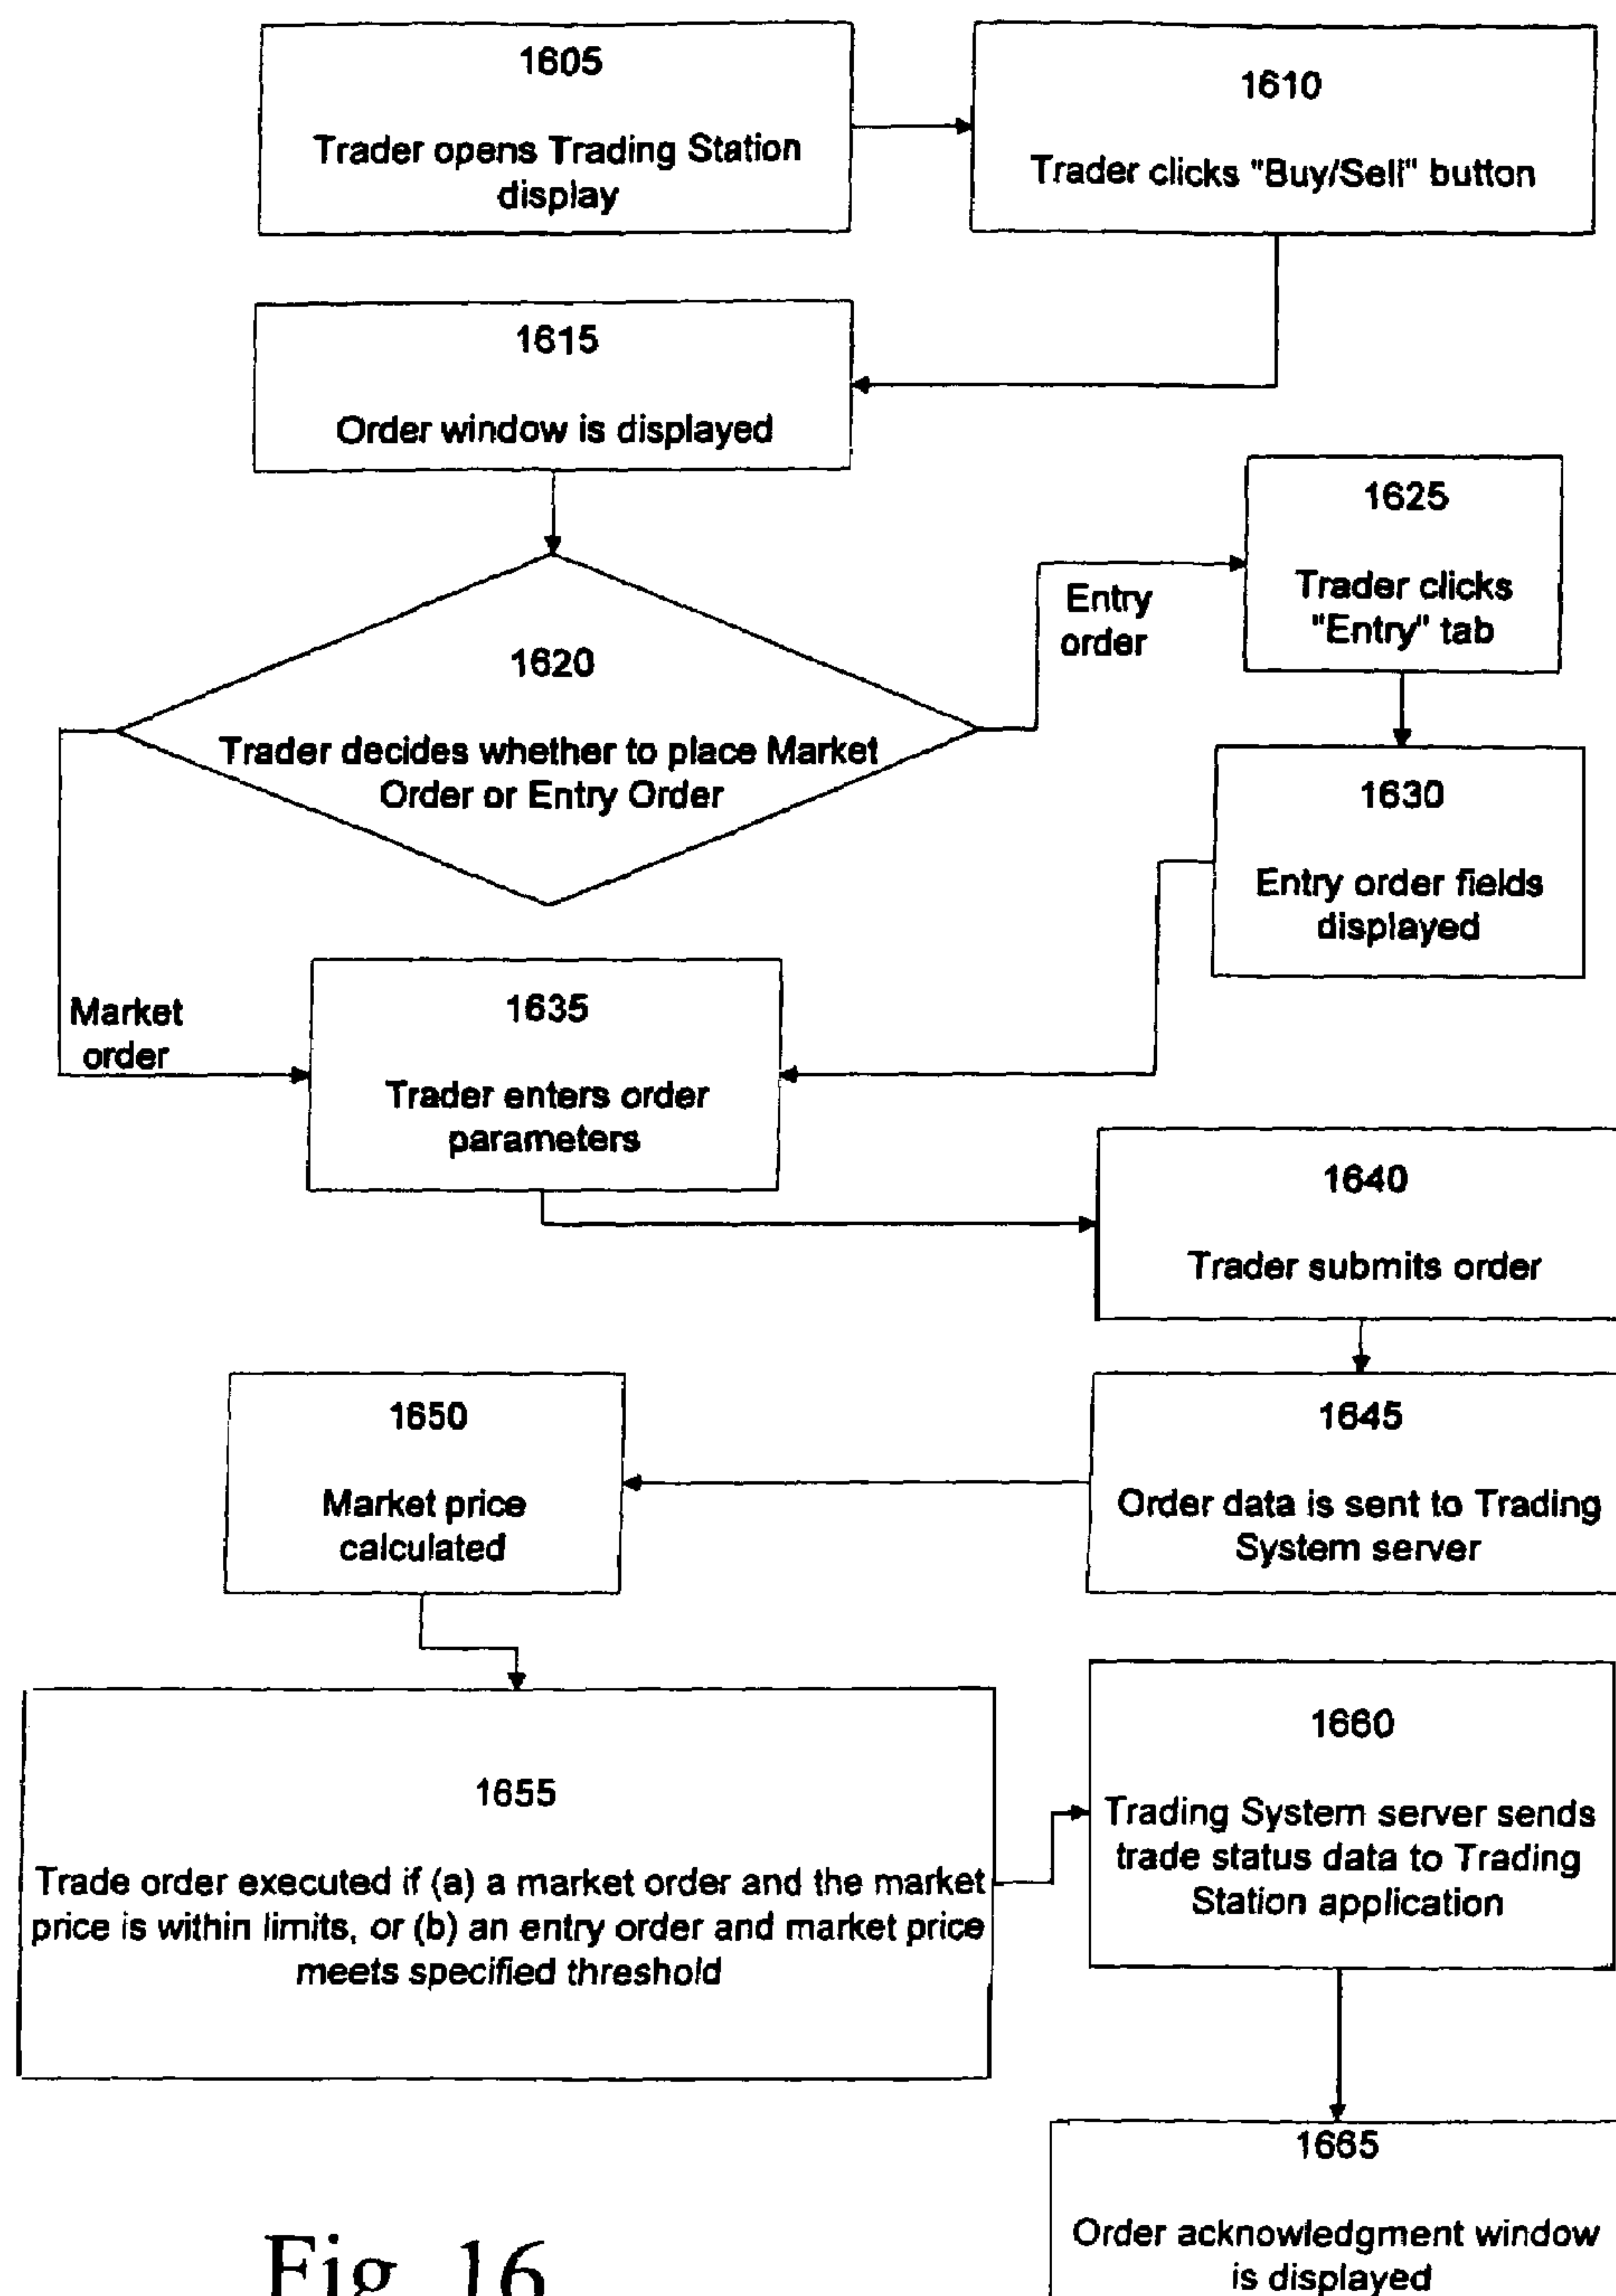 1605
Trader opens Trading Station
display
1610
Trader clicks "Buy/Sell" button
1615
Order window is displayed
1620
Trader decides whether to place Market
Order or Entry Order
Entry
order
1625
Trader clicks
"Entry" tab
1630
Entry order fields
displayed
Market
order
1635
Trader enters order
parameters
1640
Trader submits order
1645
Order data is sent to Trading
System server
1650
Market price
calculated
1655
Trade order executed if (a) a market order and the market
price is within limits, or (b) an entry order and market price
meets specified threshold
1660
Trading System server sends
trade status data to Trading
Station application
1665
Order acknowledgment window
is displayed
Fig. 16